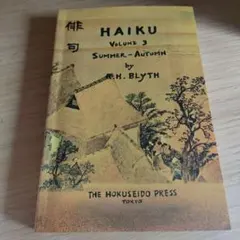 俳句
HAIKU
VOLUME 3
SUMMER - AUTUMN
by
R.H. BLYTH
THE HOKUSEIDO PRESS
TOKYO